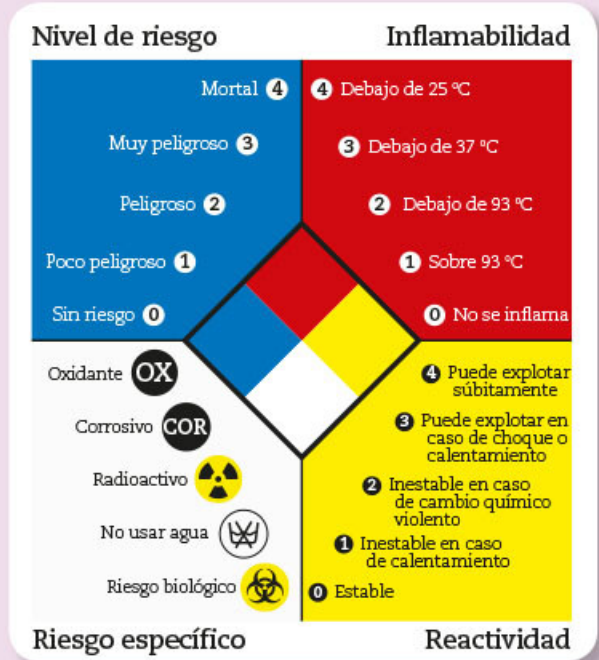 Nivel de riesgo
Inflamabilidad
Mortal 4
Muy peligroso 3
Peligroso 2
Poco peligroso 1
Sin riesgo 0
4 Debajo de 25 ºC
3 Debajo de 37 ºC
2 Debajo de 93 ºC
1 Sobre 93 ºC
0 No se inflama
Oxidante OX
Corrosivo COR
Radioactivo
No usar agua W
Riesgo biológico
4 Puede explotar
súbitamente
3 Puede explotar en
caso de choque o
calentamiento
2 Inestable en caso
de cambio químico
violento
1 Inestable en caso
de calentamiento
0 Estable
Riesgo específico
Reactividad